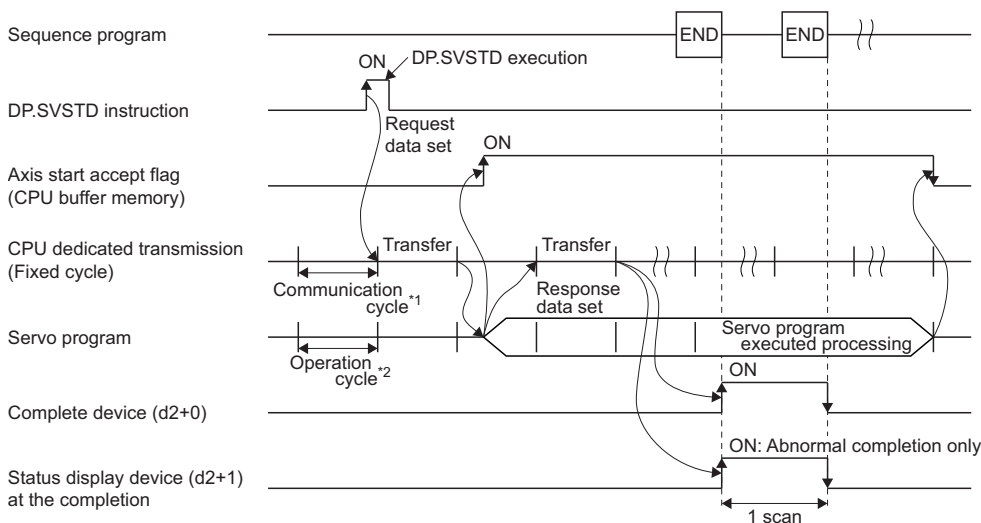 Sequence program
END
END
ON
DP.SVSTD execution
DP.SVSTD instruction
Request
data set
ON
Axis start accept flag
(CPU buffer memory)
CPU dedicated transmission
(Fixed cycle)
Transfer
Transfer
Communication
cycle*1
Response
data set
Servo program
Servo program
executed processing
Operation
cycle*2
ON
Complete device (d2+0)
ON: Abnormal completion only
Status display device (d2+1)
at the completion
1 scan